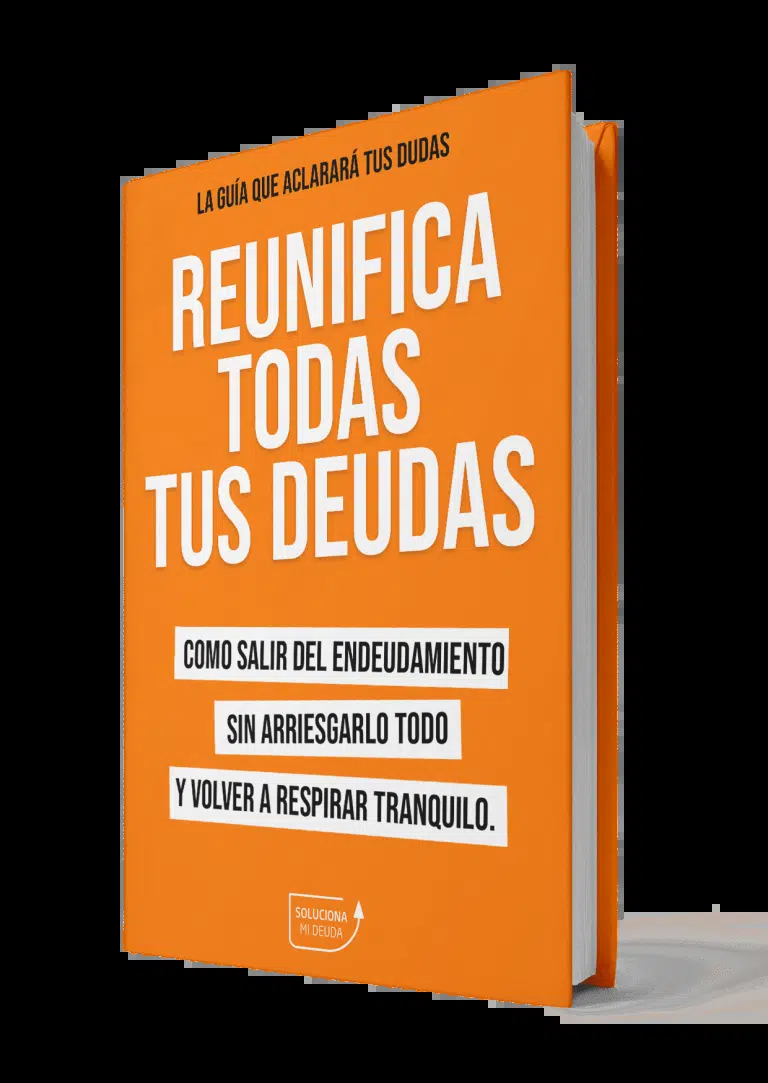 LA GUÍA QUE ACLARARÁ TUS DUDAS
REUNIFICA
TODAS
TUS DEUDAS
COMO SALIR DEL ENDEUDAMIENTO
SIN ARRIESGARLO TODO
Y VOLVER A RESPIRAR TRANQUILO.
SOLUCIONA
MI DEUDA